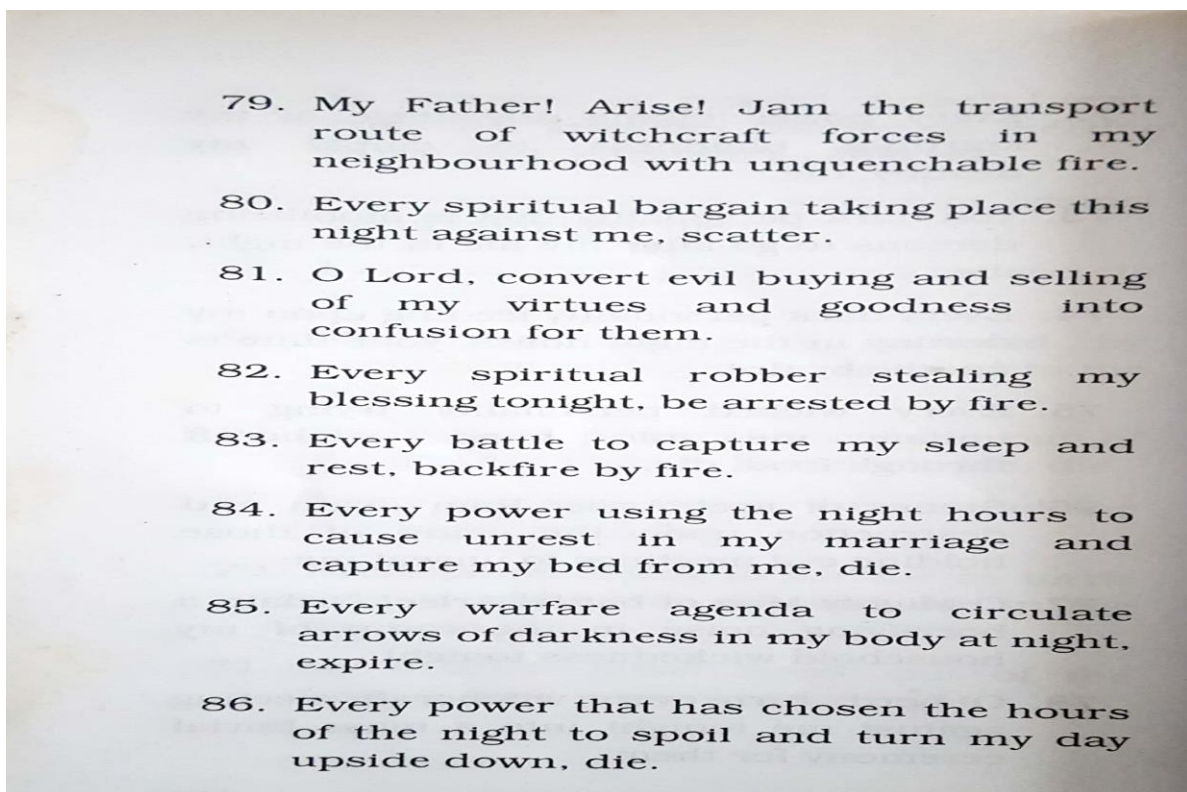 79. My Father! Arise! Jam the transport
route of witchcraft forces in my
neighbourhood with unquenchable fire.
80. Every spiritual bargain taking place this
night against me, scatter.
81. O Lord, convert evil buying and selling
of my virtues and goodness into
confusion for them.
82. Every spiritual robber stealing my
blessing tonight, be arrested by fire.
83. Every battle to capture my sleep and
rest, backfire by fire.
84. Every power using the night hours to
cause unrest in my marriage and
capture my bed from me, die.
85. Every warfare agenda to circulate
arrows of darkness in my body at night,
expire.
86. Every power that has chosen the hours
of the night to spoil and turn my day
upside down, die.